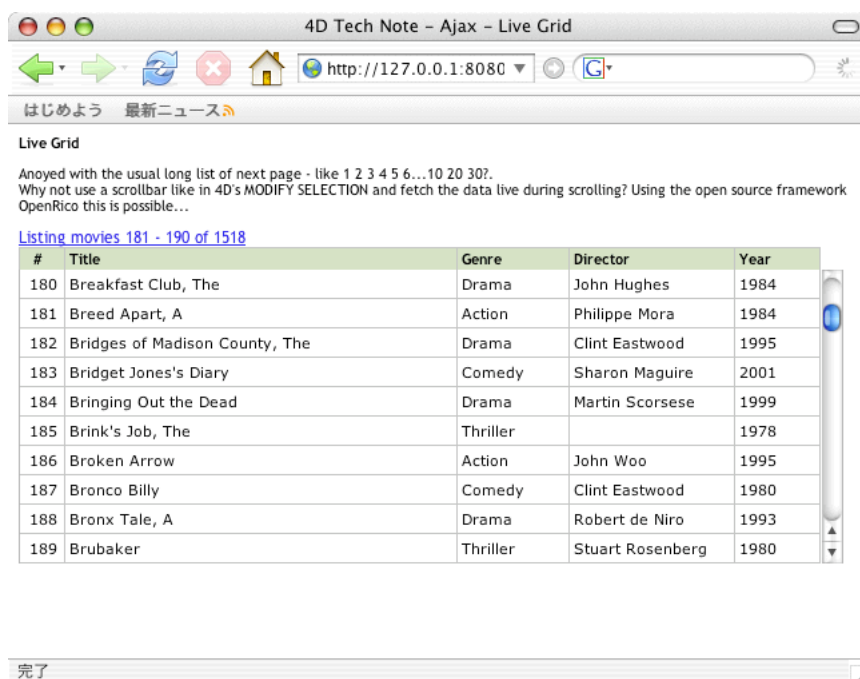 4D Tech Note – Ajax – Live Grid
http://127.0.0.1:8080
G
はじめよう 最新ニュース
Live Grid
Anoyed with the usual long list of next page - like 1 2 3 4 5 6...10 20 30?.
Why not use a scrollbar like in 4D's MODIFY SELECTION and fetch the data live during scrolling? Using the open source framework
OpenRico this is possible...
Listing movies 181 - 190 of 1518
# Title Genre Director Year
180 Breakfast Club, The Drama John Hughes 1984
181 Breed Apart, A Action Philippe Mora 1984
182 Bridges of Madison County, The Drama Clint Eastwood 1995
183 Bridget Jones's Diary Comedy Sharon Maguire 2001
184 Bringing Out the Dead Drama Martin Scorsese 1999
185 Brink's Job, The Thriller 1978
186 Broken Arrow Action John Woo 1995
187 Bronco Billy Comedy Clint Eastwood 1980
188 Bronx Tale, A Drama Robert de Niro 1993
189 Brubaker Thriller Stuart Rosenberg 1980
完了